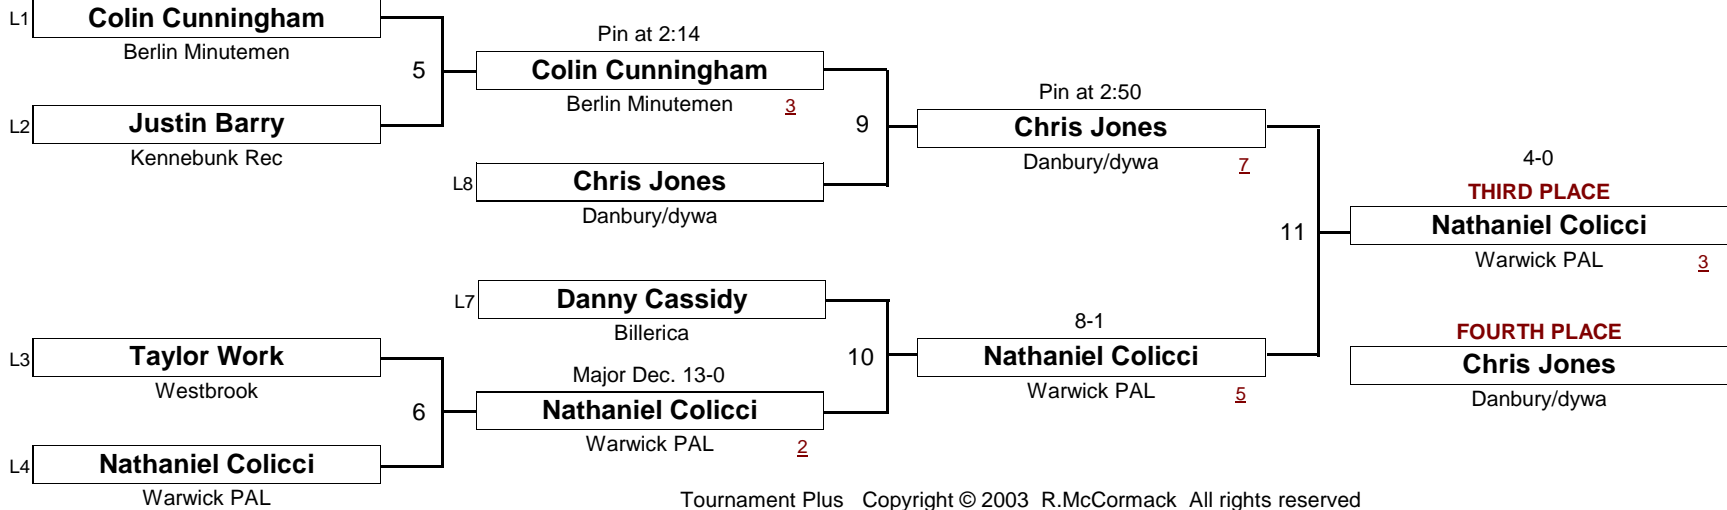 L1 Colin Cunningham
Berlin Minutemen
5
L2 Justin Barry
Kennebunk Rec
Pin at 2:14
Colin Cunningham
Berlin Minutemen 3
9
L8 Chris Jones
Danbury/dywa
Pin at 2:50
Chris Jones
Danbury/dywa 7
L3 Taylor Work
Westbrook
6
L4 Nathaniel Colicci
Warwick PAL
L7 Danny Cassidy
Billerica
10
Major Dec. 13-0
Nathaniel Colicci
Warwick PAL 2
8-1
Nathaniel Colicci
Warwick PAL 5
11
4-0
THIRD PLACE
Nathaniel Colicci
Warwick PAL 3
FOURTH PLACE
Chris Jones
Danbury/dywa
Tournament Plus Copyright © 2003 R.McCormack All rights reserved